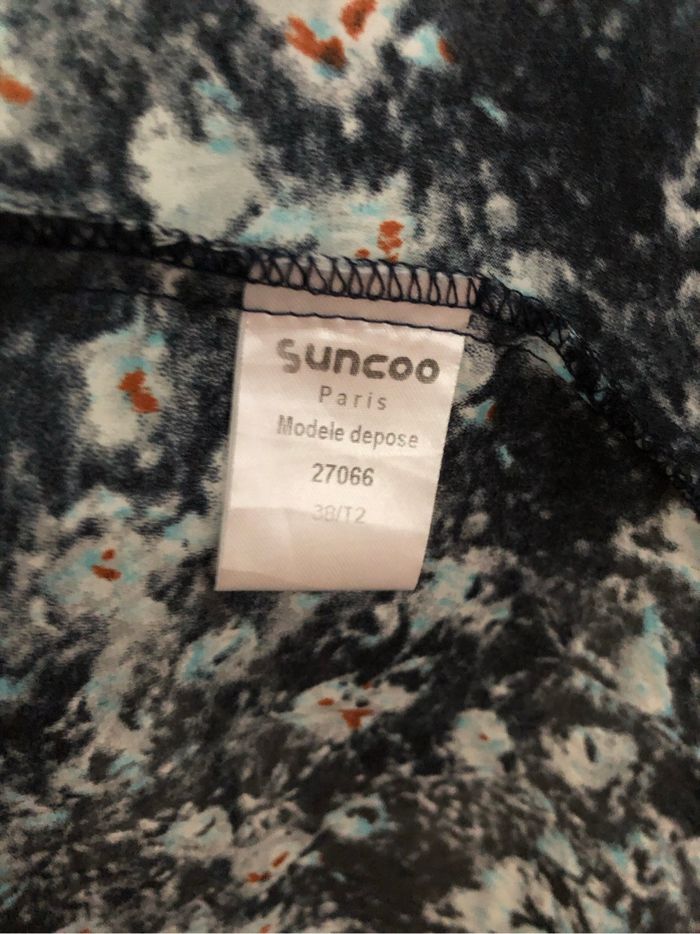 suncoo
Paris
Modele depose
27066
38/T2